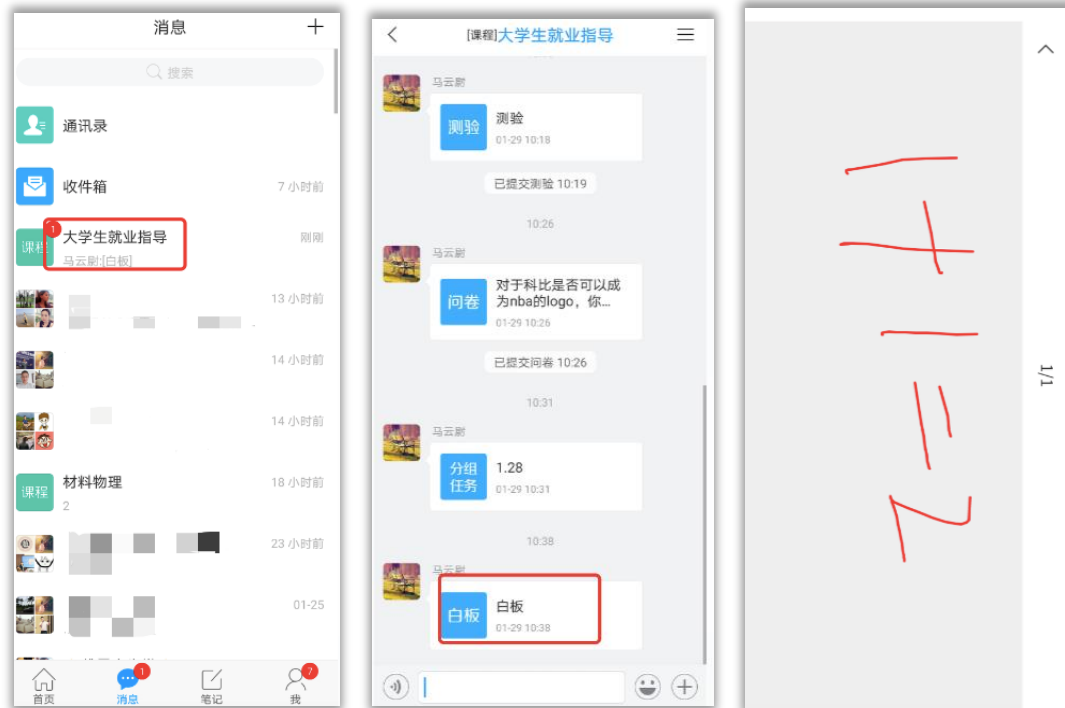 消息
搜索
通讯录
收件箱
7 小时前
课程
1
大学生就业指导
刚刚
马云尉:[白板]
13 小时前
14 小时前
14 小时前
课程
材料物理
18 小时前
2
23 小时前
01-25
首页
1
消息
笔记
7
我
[课程]大学生就业指导
马云尉
测验
测验
01-29 10:18
已提交测验 10:19
10:26
马云尉
问卷
对于科比是否可以成
为nba的logo，你...
01-29 10:26
已提交问卷 10:26
10:31
马云尉
分组
任务
1.28
01-29 10:31
10:38
马云尉
白板
白板
01-29 10:38
1+1=2
1/1